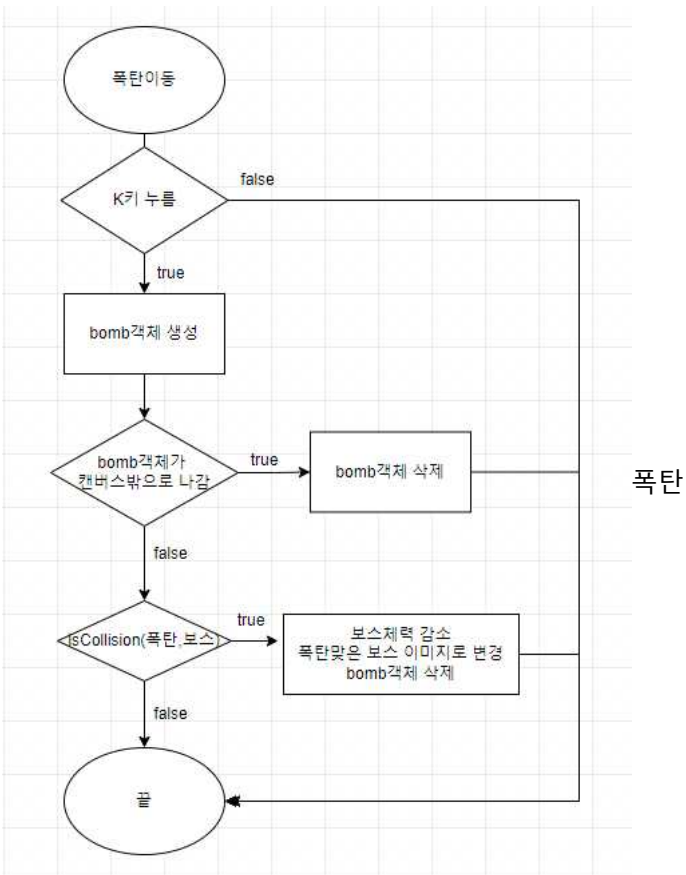 폭탄이동
K키 누름
false
true
bomb객체 생성
bomb객체가
캔버스밖으로 나감
true
bomb객체 삭제
폭탄
false
IsCollision(폭탄,보스)
true
보스체력 감소
폭탄맞은 보스 이미지로 변경
bomb객체 삭제
false
끝